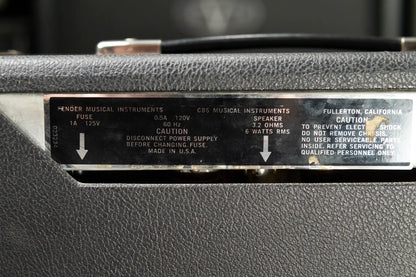 FENDER MUSICAL INSTRUMENTS
CBS MUSICAL INSTRUMENTS
FULLERTON, CALIFORNIA
FUSE
1A 125V
0.5A 120V
60 Hz
CAUTION
DISCONNECT POWER SUPPLY
BEFORE CHANGING FUSE.
MADE IN U.S.A.
SPEAKER
3.2 OHMS
6 WATTS RMS
CAUTION
TO PREVENT ELECTRIC SHOCK
DO NOT REMOVE CHASSIS.
NO USER SERVICEABLE PARTS
INSIDE. REFER SERVICING TO
QUALIFIED PERSONNEL ONLY.